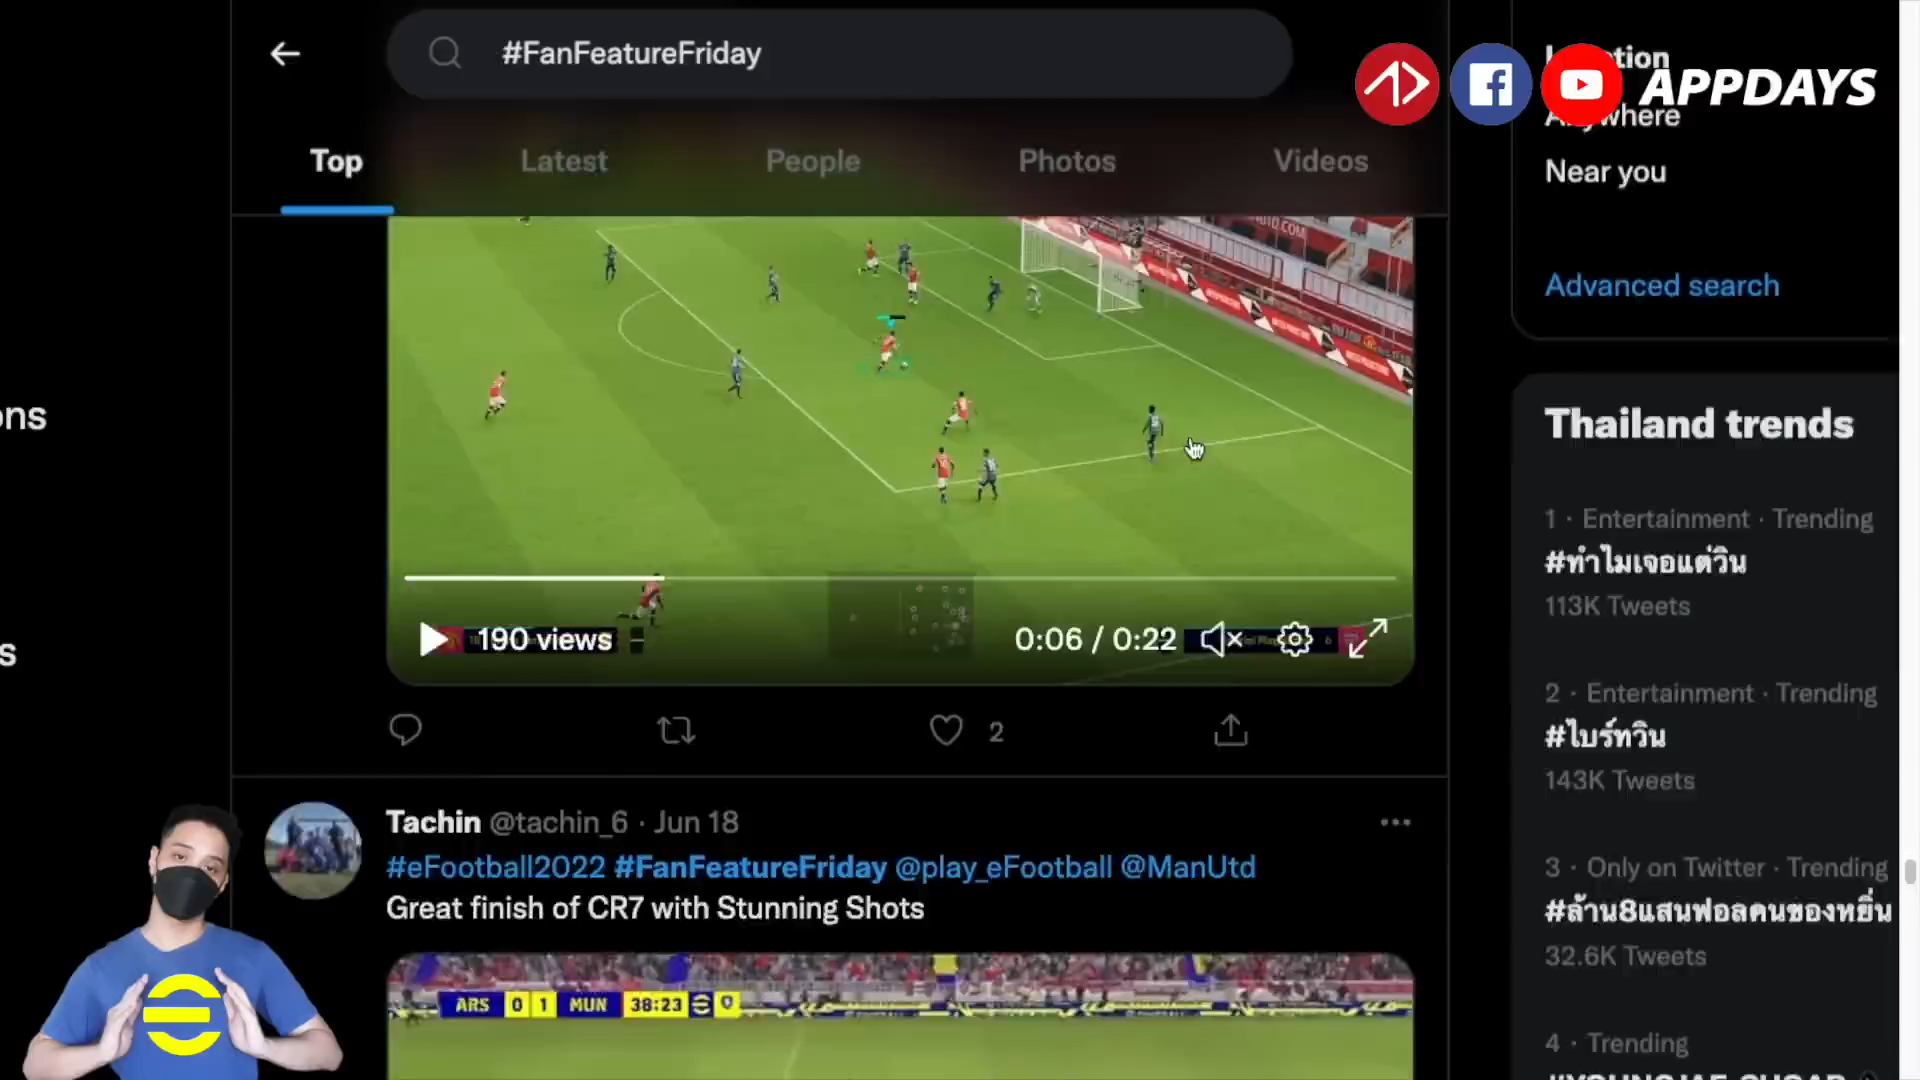 #FanFeatureFriday
APPDAYS
Anywhere
Near you
Top
Latest
People
Photos
Videos
Advanced search
190 views
0:06 / 0:22
2
Tachin @tachin_6 · Jun 18
#eFootball2022 #FanFeatureFriday @play_eFootball @ManUtd
Great finish of CR7 with Stunning Shots
ARS 0 1 MUN 38:23
Thailand trends
1 · Entertainment · Trending
#ทำไมเจอแต่วิน
113K Tweets
2 · Entertainment · Trending
#ไบร์ทวิน
143K Tweets
3 · Only on Twitter · Trending
#ล้าน8แสนฟอลคนของหยิ่น
32.6K Tweets
4 · Trending
ons
s